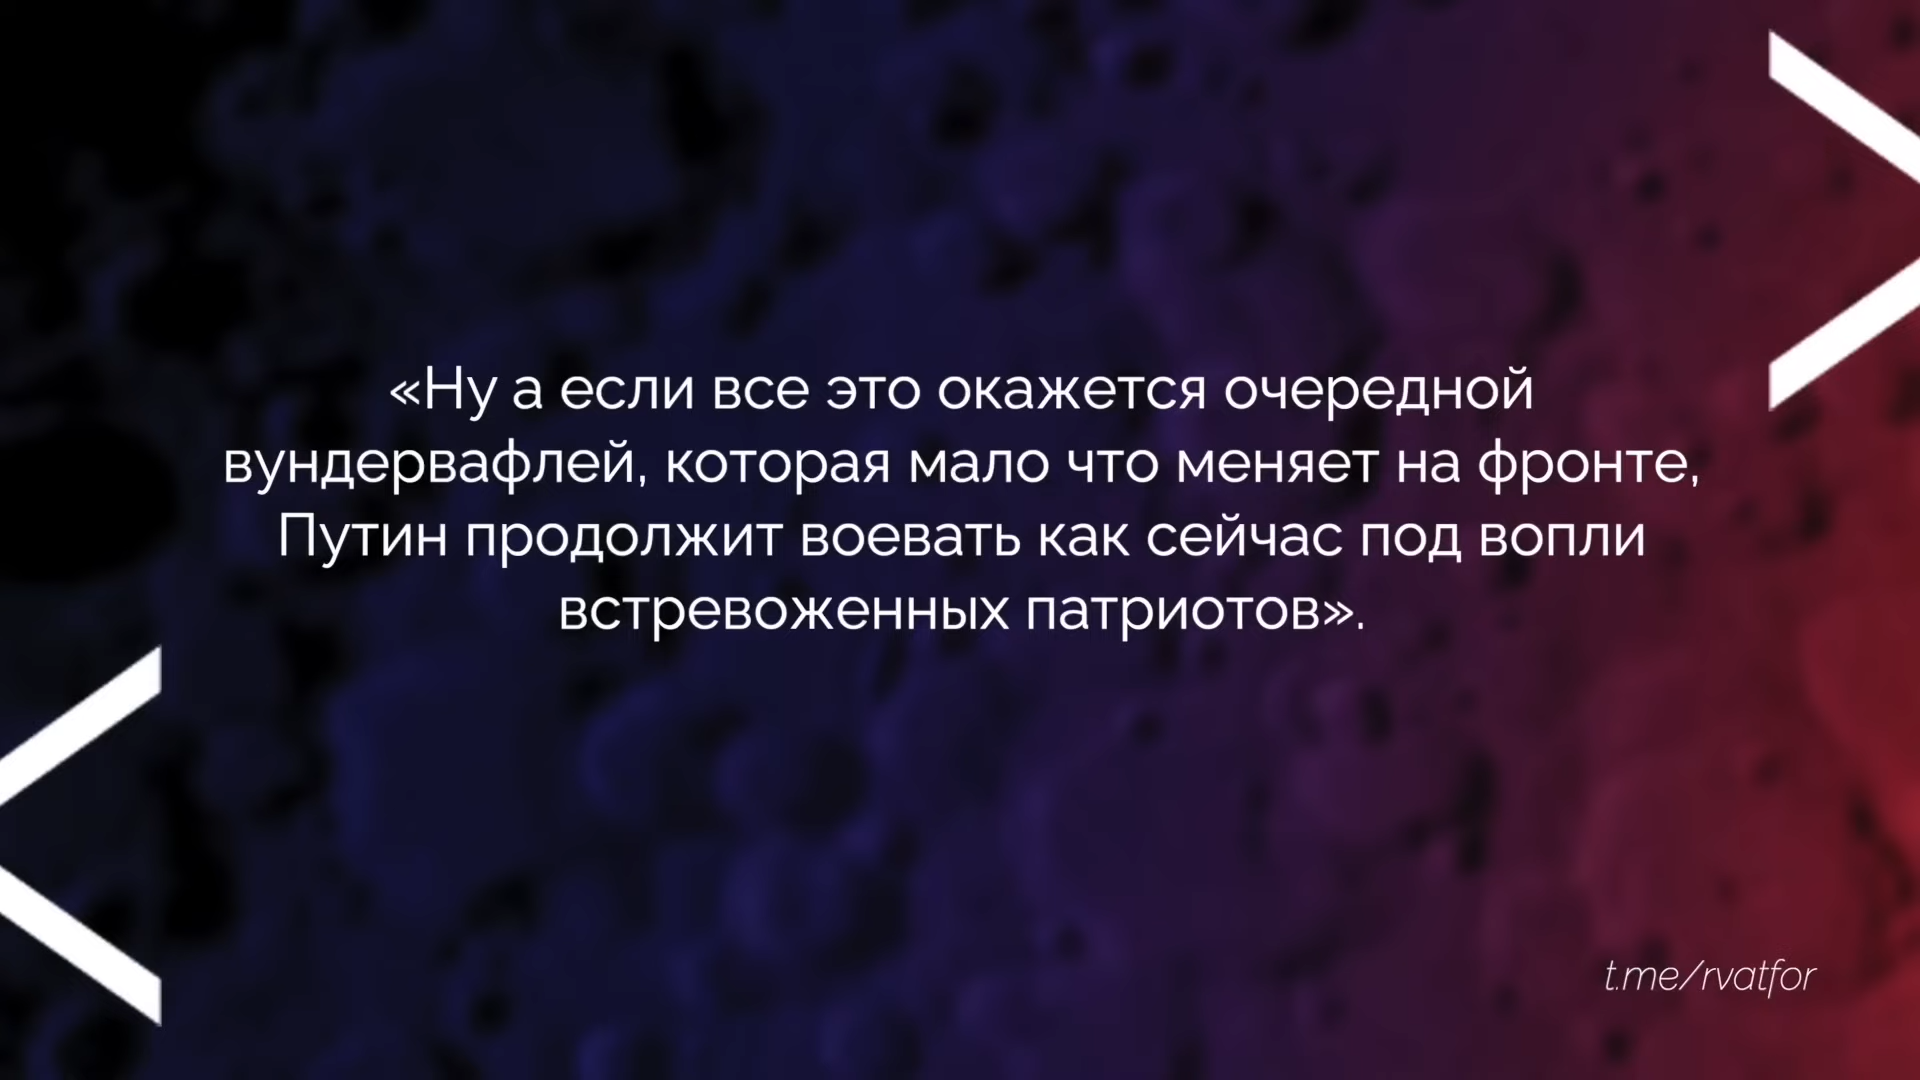 «Ну а если все это окажется очередной
вундервафлей, которая мало что меняет на фронте,
Путин продолжит воевать как сейчас под вопли
встревоженных патриотов».
t.me/rvatfor